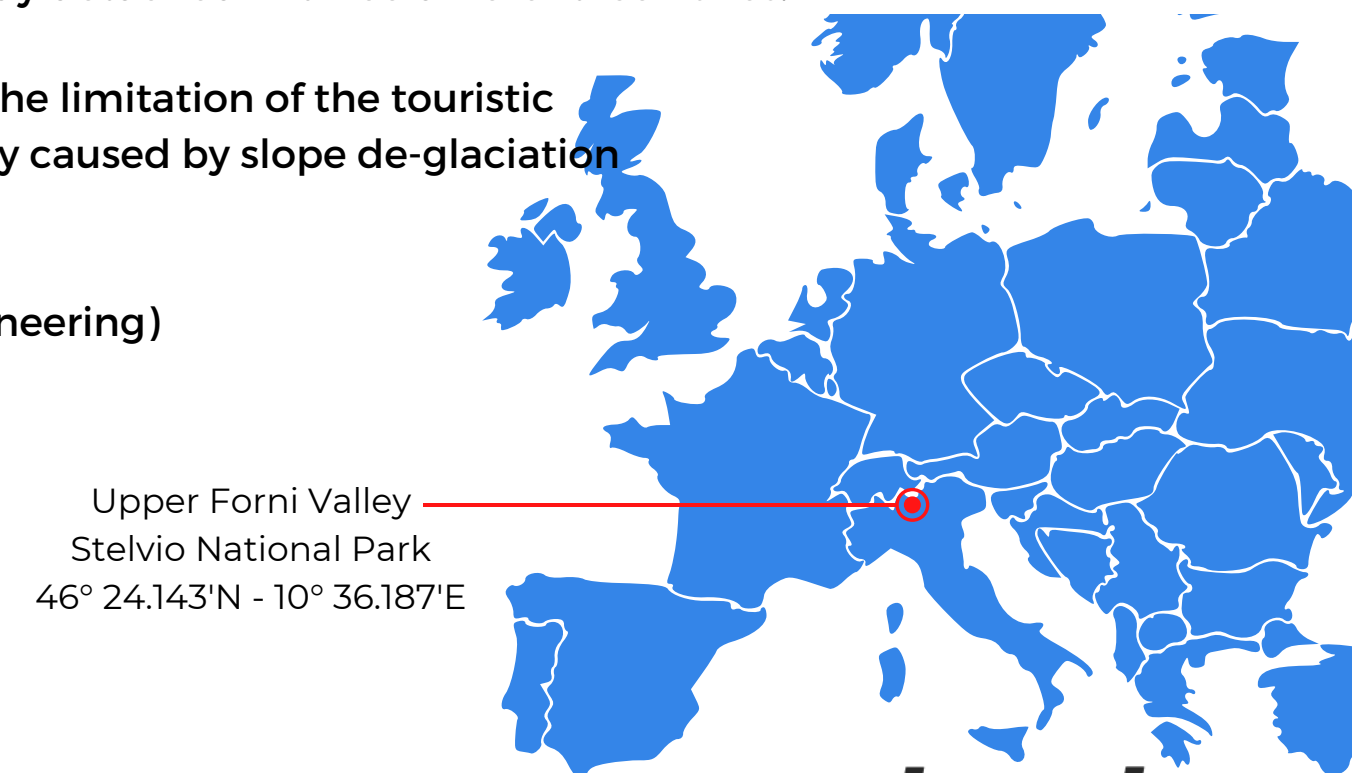 he limitation of the touristic
y caused by slope de-glaciation
neering)
Upper Forni Valley
Stelvio National Park
46° 24.143'N - 10° 36.187'E